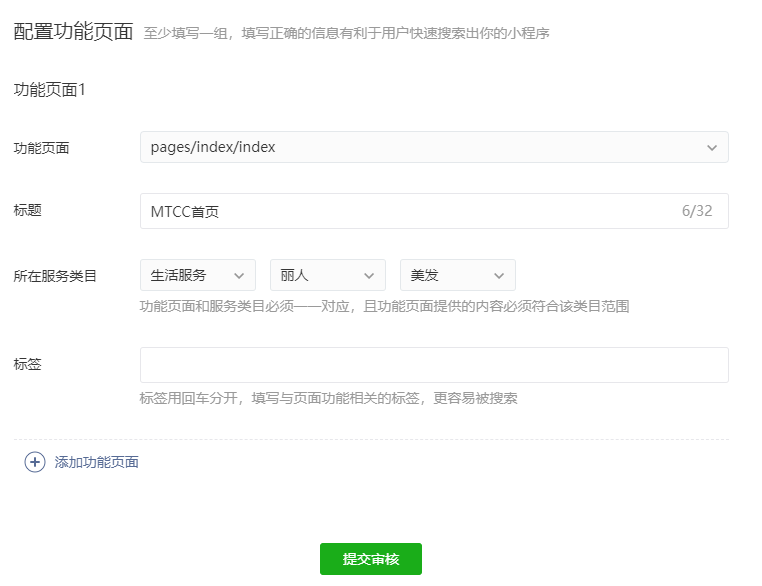 配置功能页面 至少填写一组，填写正确的信息有利于用户快速搜索出你的小程序
功能页面1
功能页面 pages/index/index
标题 MTCC首页 6/32
所在服务类目 生活服务 丽人 美发
功能页面和服务类目必须一一对应，且功能页面提供的内容必须符合该类目范围
标签
标签用回车分开，填写与页面功能相关的标签，更容易被搜索
添加功能页面
提交审核